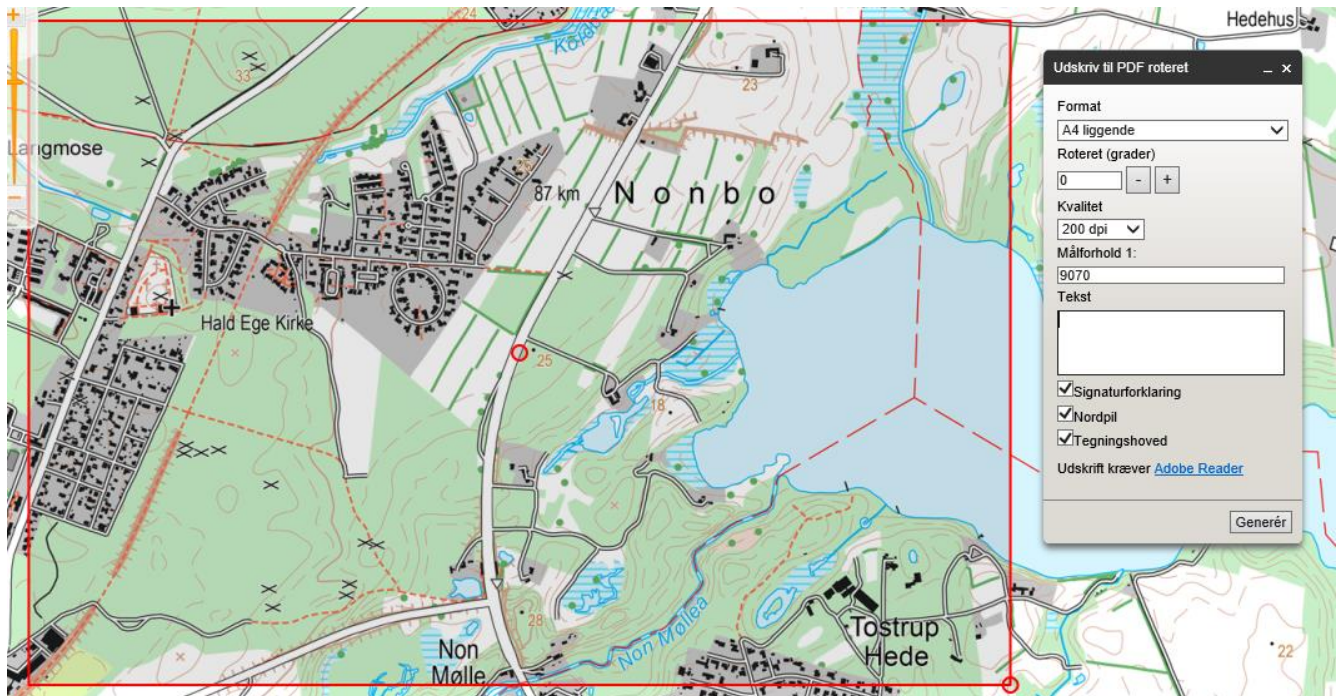 24
Hedehus
33
23
Langmose
87 km
Nonbo
Hald Ege Kirke
25
18
28
Non
Mølle
Non Mølleå
Tostrup
Hede
22
Udskriv til PDF roteret
Format
A4 liggende
Roteret (grader)
0 - +
Kvalitet
200 dpi
Målforhold 1:
9070
Tekst
Signaturforklaring
Nordpil
Tegningshoved
Udskrift kræver Adobe Reader
Generér